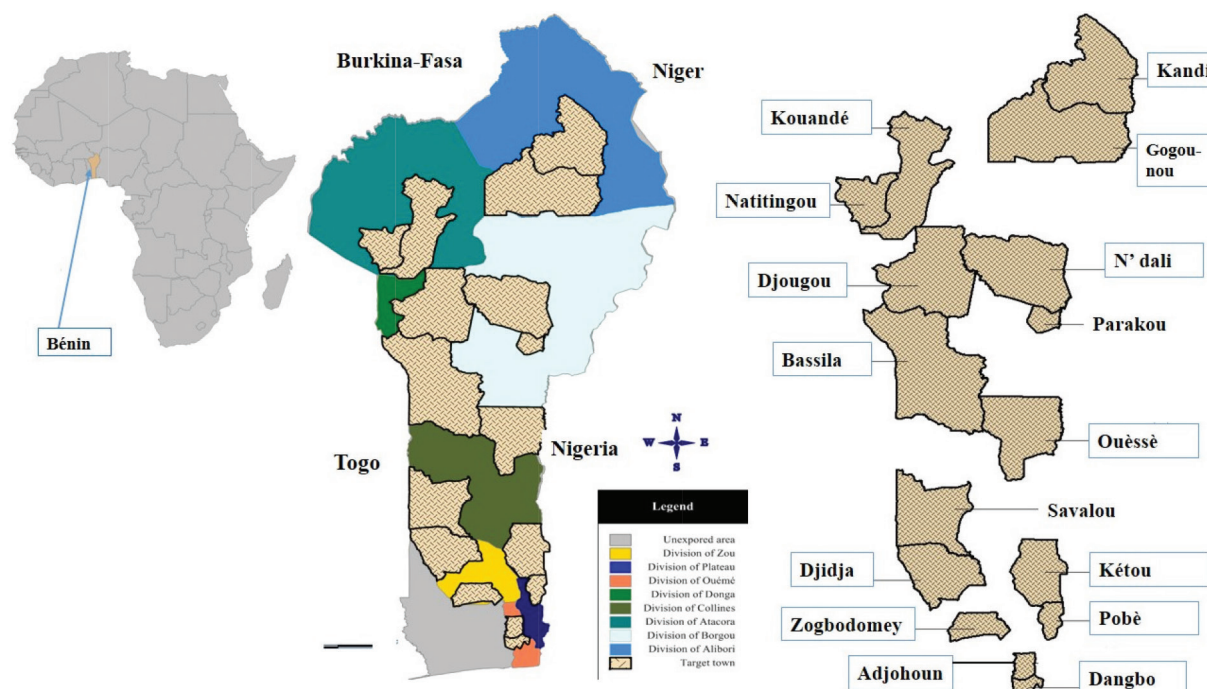 Bénin
Burkina-Fasa
Niger
Togo
Nigeria
N
W E
S
Legend
Unexpored area
Division of Zou
Division of Plateau
Division of Ouémé
Division of Donga
Division of Collines
Division of Atacora
Division of Borgou
Division of Alibori
Target town
Kandi
Gogou-
nou
Kouandé
Natitingou
N' dali
Djougou
Parakou
Bassila
Ouèssè
Savalou
Djidja
Kétou
Zogbodomey
Pobè
Adjohoun
Dangbo